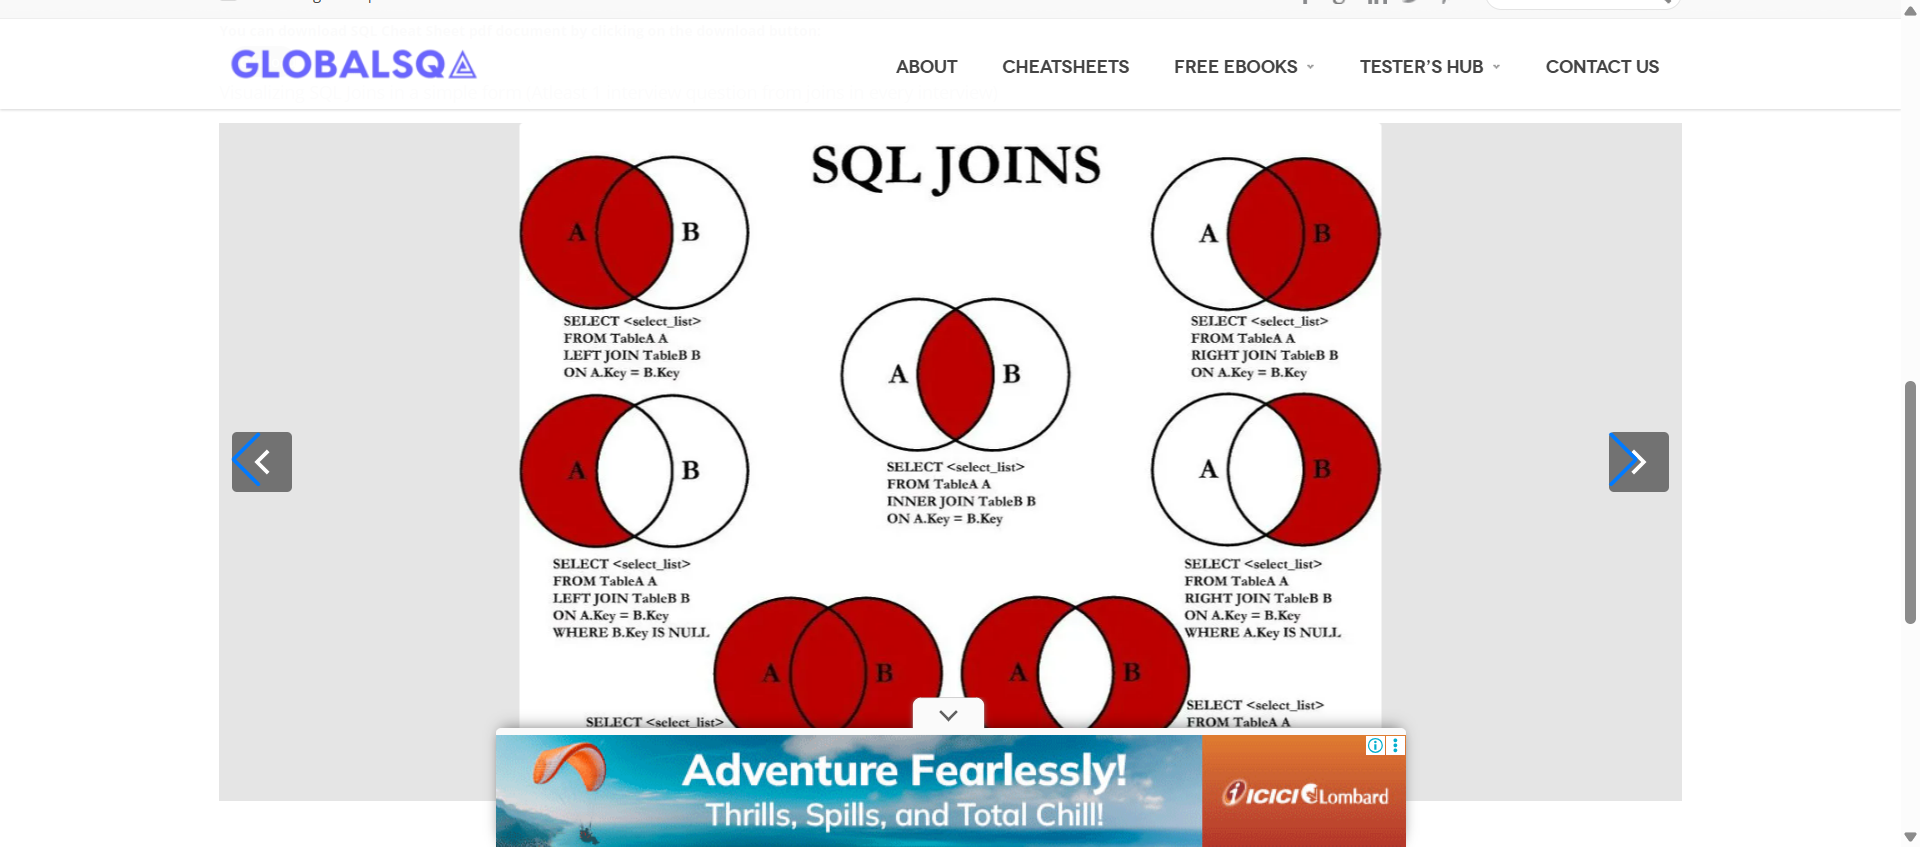 GLOBALSQA
ABOUT
CHEATSHEETS
FREE EBOOKS
TESTER'S HUB
CONTACT US
SQL JOINS
A B
SELECT <select_list>
FROM TableA A
LEFT JOIN TableB B
ON A.Key = B.Key
A B
SELECT <select_list>
FROM TableA A
RIGHT JOIN TableB B
ON A.Key = B.Key
A B
SELECT <select_list>
FROM TableA A
INNER JOIN TableB B
ON A.Key = B.Key
A B
SELECT <select_list>
FROM TableA A
LEFT JOIN TableB B
ON A.Key = B.Key
WHERE B.Key IS NULL
A B
SELECT <select_list>
FROM TableA A
RIGHT JOIN TableB B
ON A.Key = B.Key
WHERE A.Key IS NULL
A B
SELECT <select_list>
A B
SELECT <select_list>
FROM TableA A
Adventure Fearlessly!
Thrills, Spills, and Total Chill!
ICICI Lombard